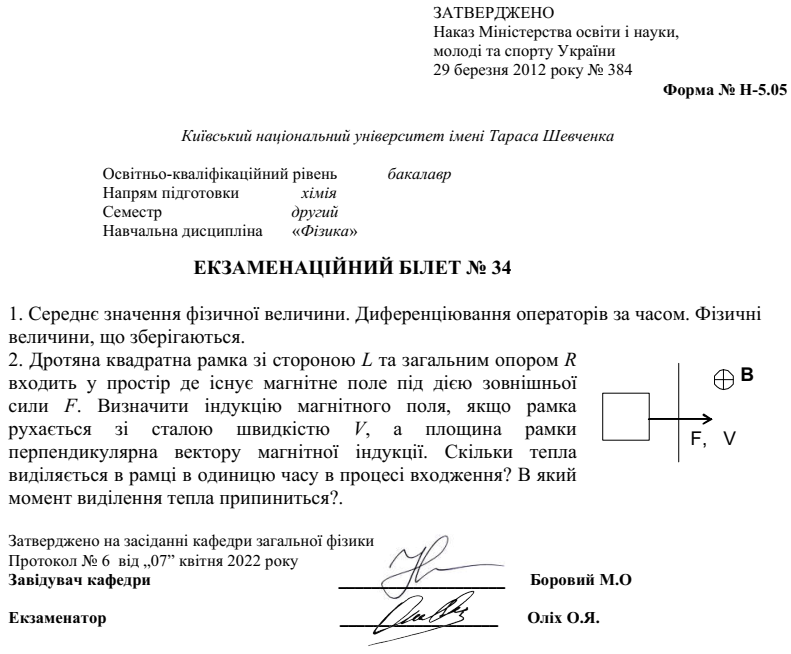 ЗАТВЕРДЖЕНО
Наказ Міністерства освіти і науки,
молоді та спорту України
29 березня 2012 року № 384
Форма № Н-5.05
Київський національний університет імені Тараса Шевченка
Освітньо-кваліфікаційний рівень бакалавр
Напрям підготовки хімія
Семестр другий
Навчальна дисципліна «Фізика»
ЕКЗАМЕНАЦІЙНИЙ БІЛЕТ № 34
1. Середнє значення фізичної величини. Диференціювання операторів за часом. Фізичні
величини, що зберігаються.
2. Дротяна квадратна рамка зі стороною L та загальним опором R
входить у простір де існує магнітне поле під дією зовнішньої
сили F. Визначити індукцію магнітного поля, якщо рамка
рухається зі сталою швидкістю V, а площина рамки
перпендикулярна вектору магнітної індукції. Скільки тепла
виділяється в рамці в одиницю часу в процесі входження? В який
момент виділення тепла припиниться?.
B
F, V
Затверджено на засіданні кафедри загальної фізики
Протокол № 6 від „07” квітня 2022 року
Завідувач кафедри Боровий М.О
Екзаменатор Оліх О.Я.